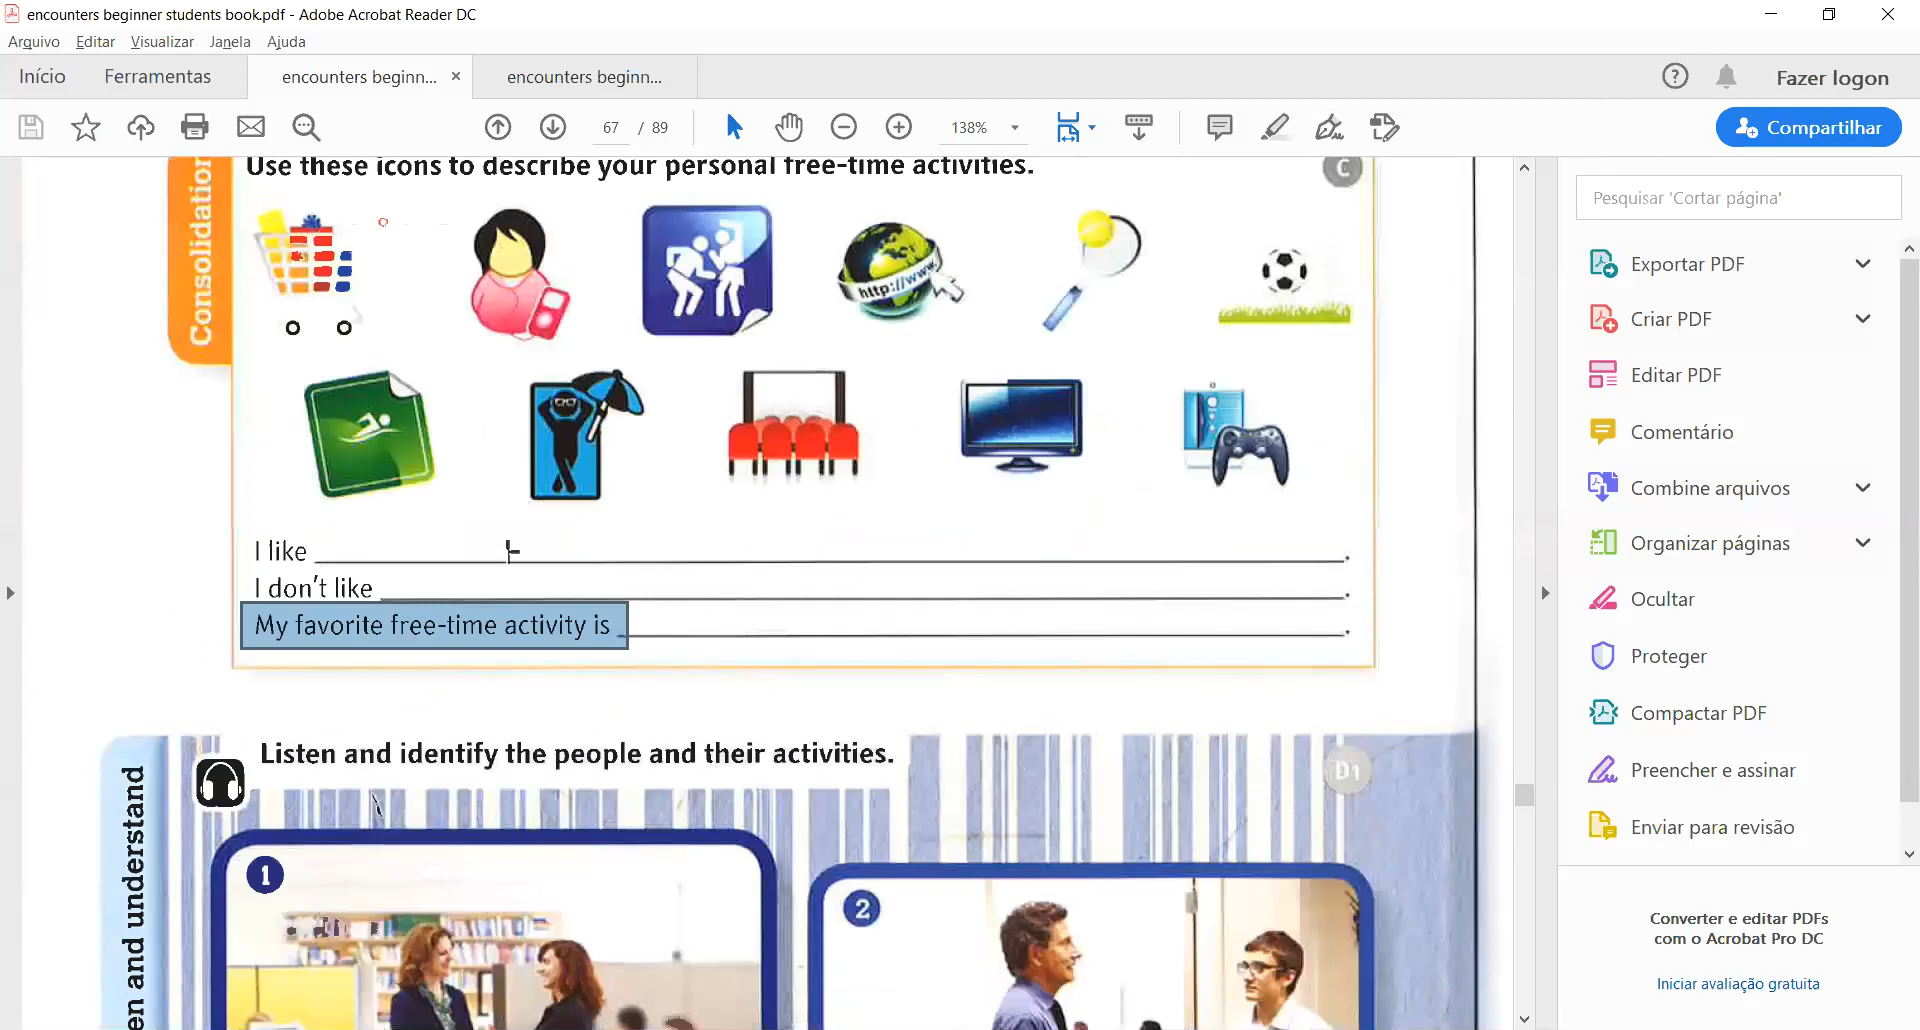 encounters beginner students book.pdf - Adobe Acrobat Reader DC
Arquivo Editar Visualizar Janela Ajuda
Início Ferramentas encounters beginn... × encounters beginn... Fazer logon
67 / 89 138% Compartilhar
Consolidation
Use these icons to describe your personal free-time activities.
C
http://www.
I like ___.
I don't like ___.
My favorite free-time activity is ___.
Listen and identify the people and their activities.
D1
en and understand
1
2
Pesquisar 'Cortar página'
Exportar PDF
Criar PDF
Editar PDF
Comentário
Combine arquivos
Organizar páginas
Ocultar
Proteger
Compactar PDF
Preencher e assinar
Enviar para revisão
Converter e editar PDFs
com o Acrobat Pro DC
Iniciar avaliação gratuita